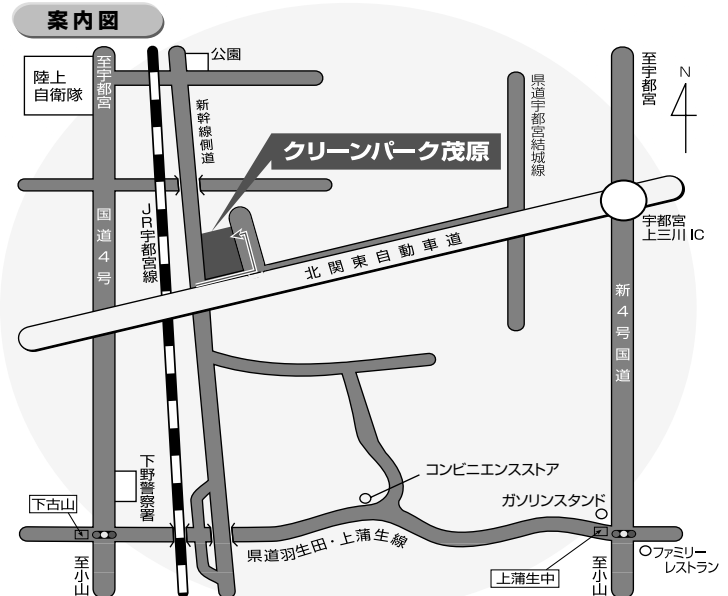 案内図
公園
至宇都宮
陸上
自衛隊
新幹線側道
県道宇都宮結城線
至宇都宮
N
クリーンパーク茂原
国道4号
JR宇都宮線
北関東自動車道
宇都宮
上三川IC
新4号国道
下野警察署
コンビニエンスストア
ガソリンスタンド
下古山
県道羽生田・上蒲生線
ファミリー
レストラン
上蒲生中
至小山
至小山